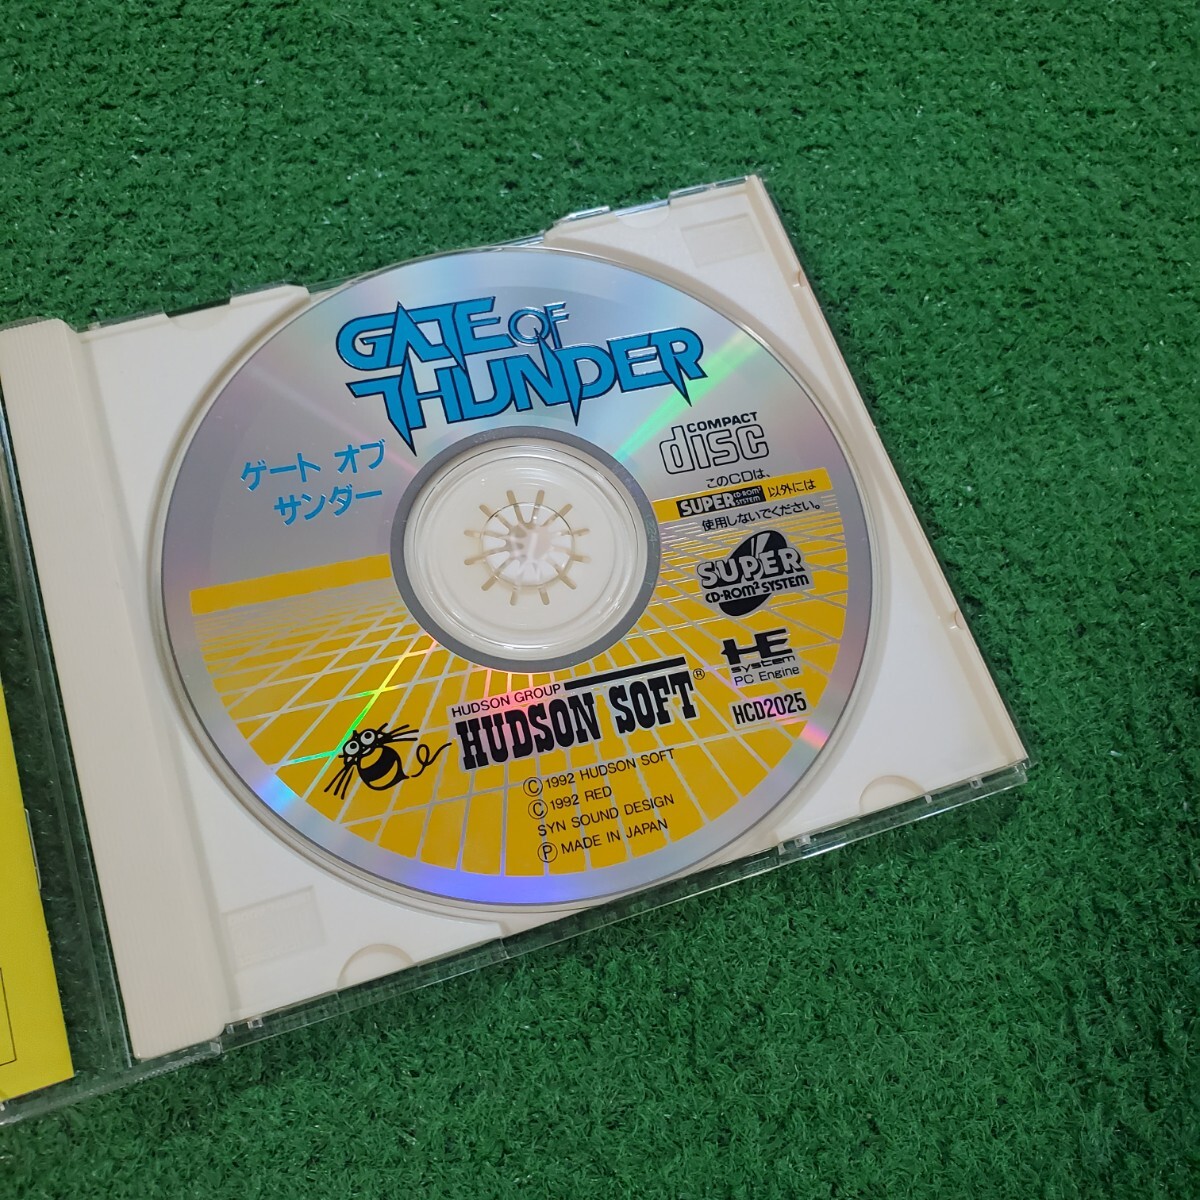 GATE OF
THUNDER
ゲート オブ
サンダー
COMPACT
disc
このCDは、
SUPER CD-ROM² SYSTEM 以外には
使用しないでください。
SUPER
CD-ROM² SYSTEM
HE
system
PC Engine
HCD2025
HUDSON GROUP
HUDSON SOFT®
Ⓒ 1992 HUDSON SOFT
Ⓒ 1992 RED
SYN SOUND DESIGN
Ⓟ MADE IN JAPAN